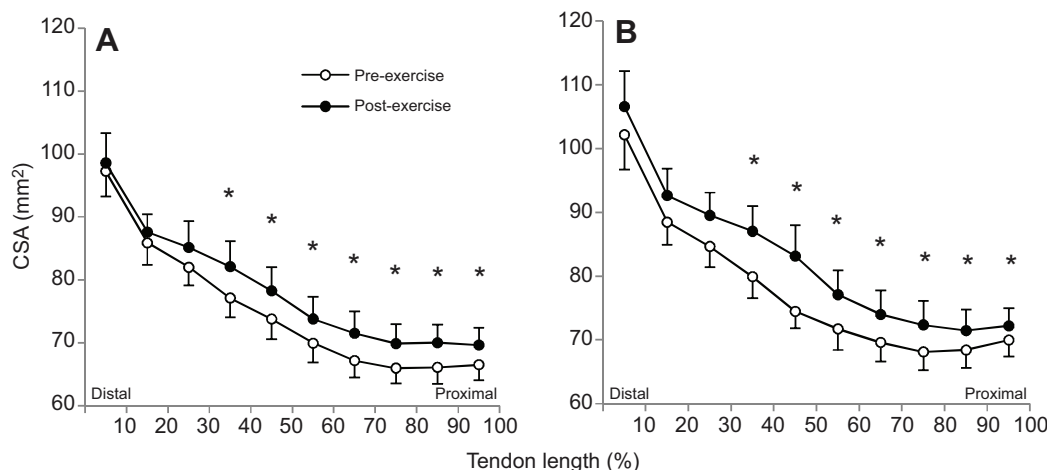 A
B
120
110
100
90
80
70
60
CSA (mm²)
Pre-exercise
Post-exercise
* * * * * * *
Distal
Proximal
10 20 30 40 50 60 70 80 90 100
120
110
100
90
80
70
60
* * * * * * *
Distal
Proximal
10 20 30 40 50 60 70 80 90 100
Tendon length (%)